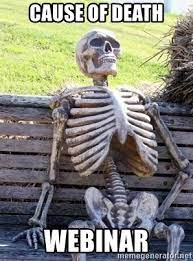 CAUSE OF DEATH
WEBINAR
memegenerator.net